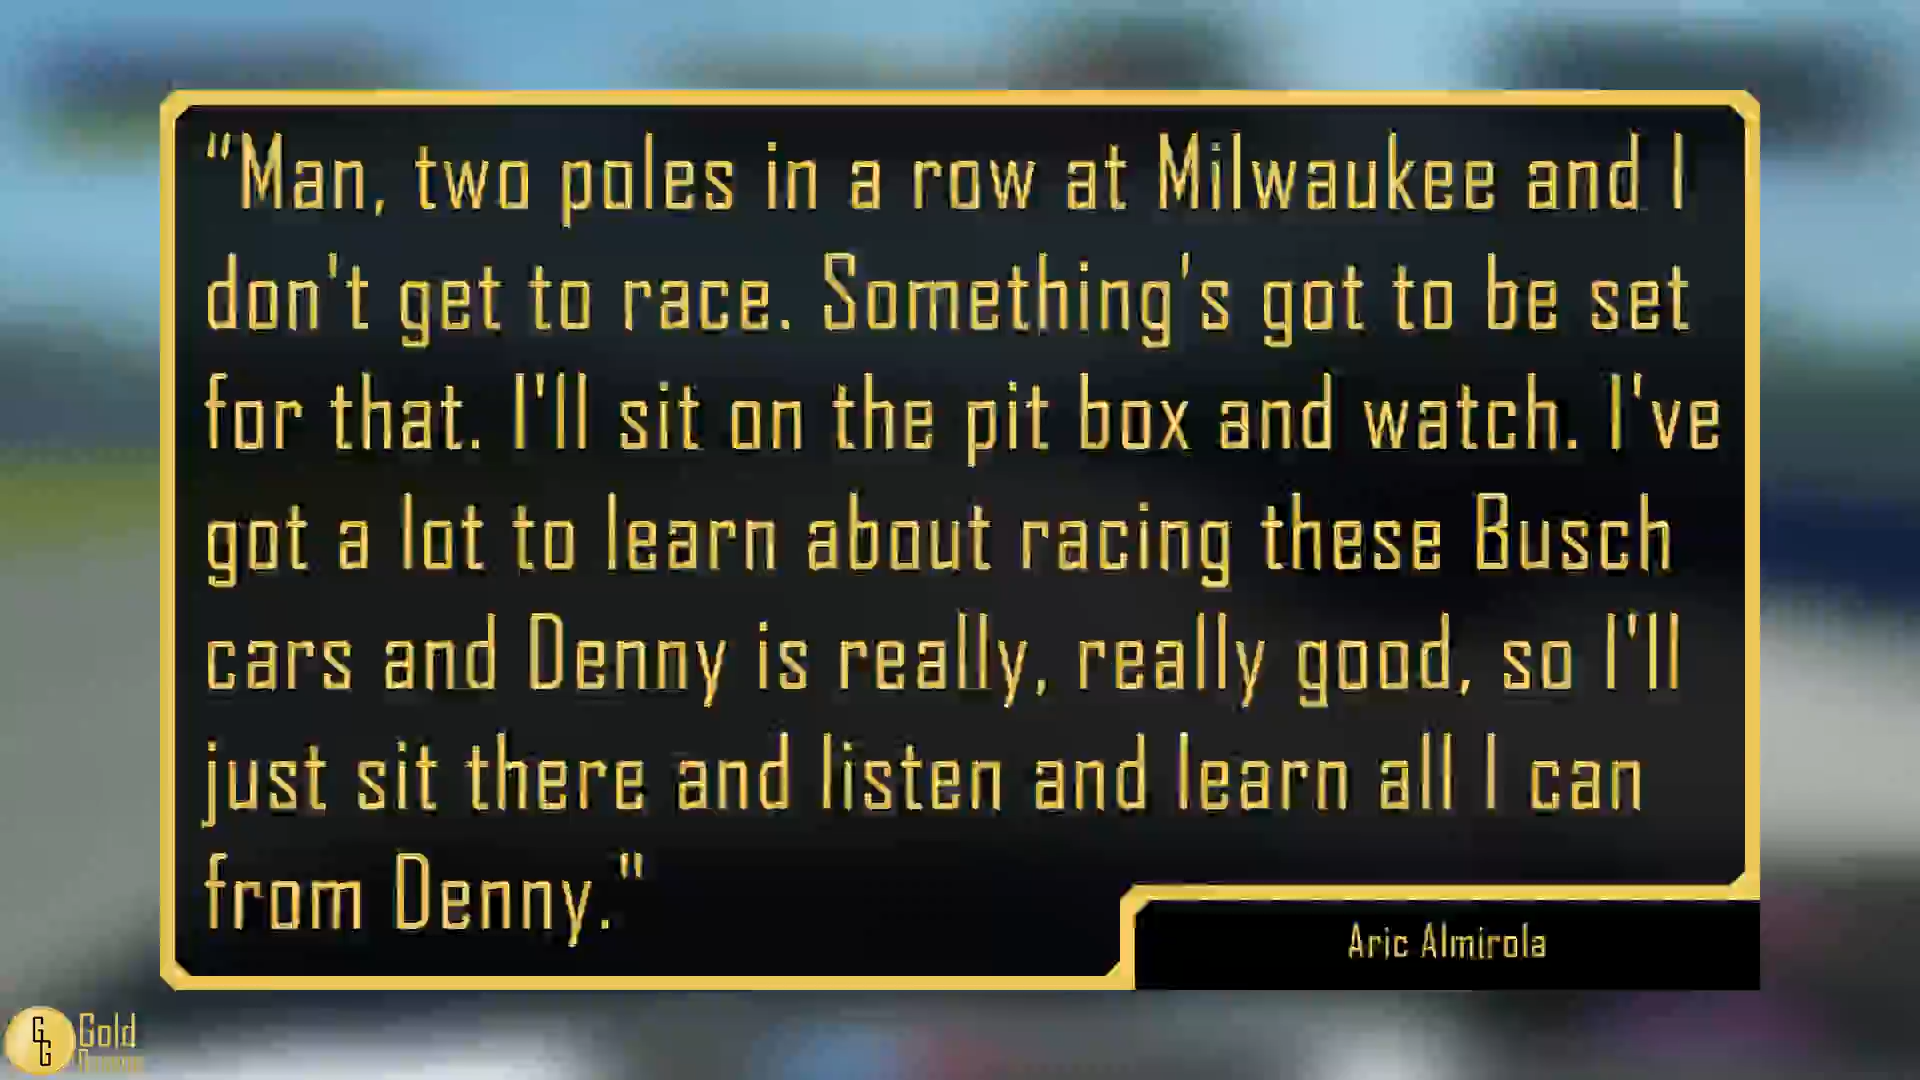 “Man, two poles in a row at Milwaukee and I
don't get to race. Something's got to be set
for that. I'll sit on the pit box and watch. I've
got a lot to learn about racing these Busch
cars and Denny is really, really good, so I'll
just sit there and listen and learn all I can
from Denny."
Aric Almirola
GG
Gold